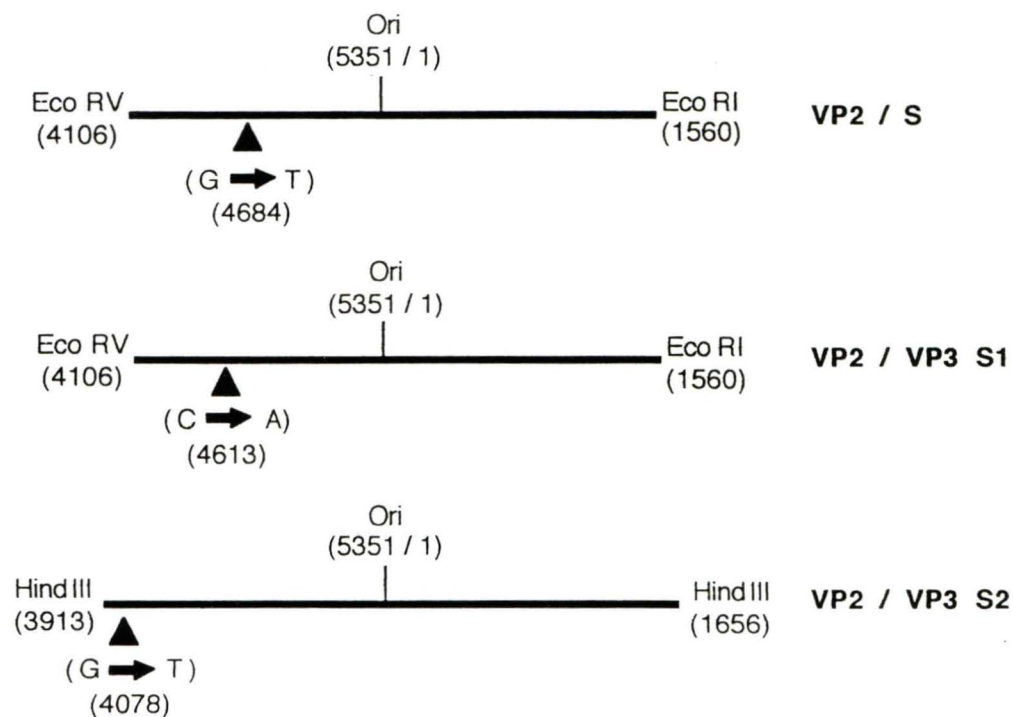 Ori
(5351 / 1)
Eco RV
(4106)
Eco RI
(1560)
VP2 / S
( G T )
(4684)
Ori
(5351 / 1)
Eco RV
(4106)
Eco RI
(1560)
VP2 / VP3 S1
( C A)
(4613)
Ori
(5351 / 1)
Hind III
(3913)
Hind III
(1656)
VP2 / VP3 S2
( G T )
(4078)